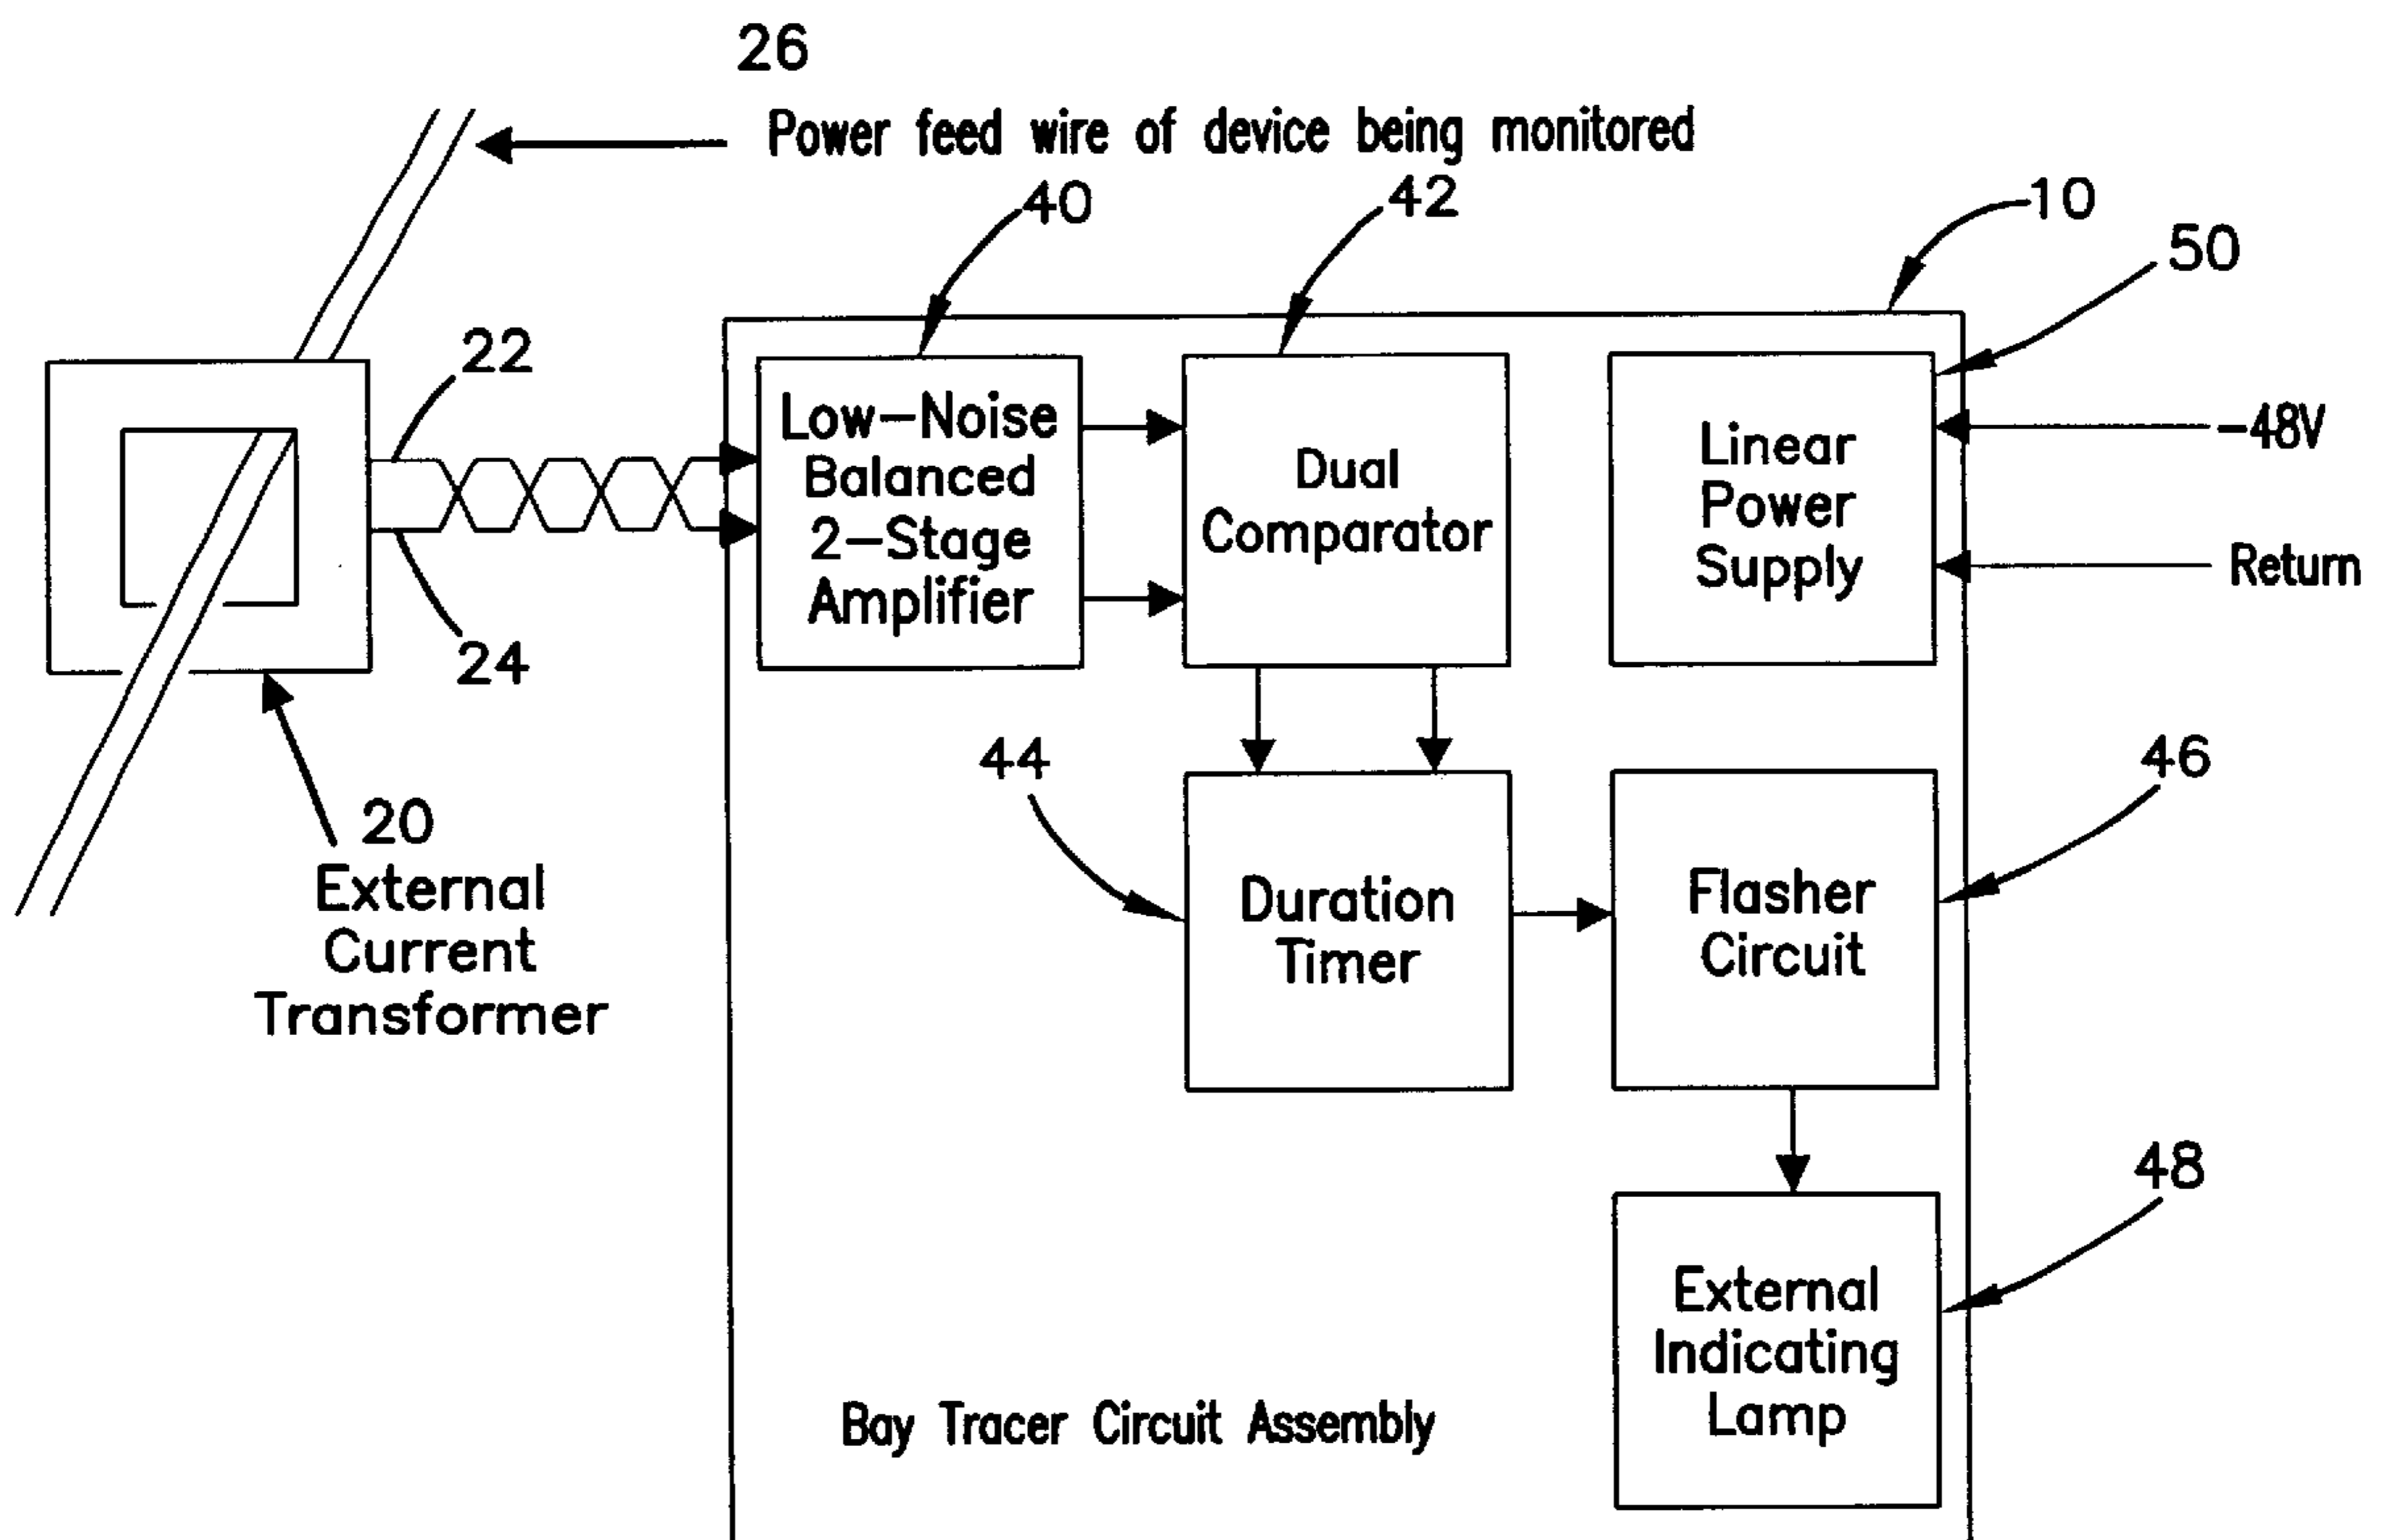 26
Power feed wire of device being monitored
40
42
10
50
22
24
Low-Noise
Balanced
2-Stage
Amplifier
Dual
Comparator
Linear
Power
Supply
-48V
Return
20
External
Current
Transformer
44
46
Duration
Timer
Flasher
Circuit
48
External
Indicating
Lamp
Bay Tracer Circuit Assembly